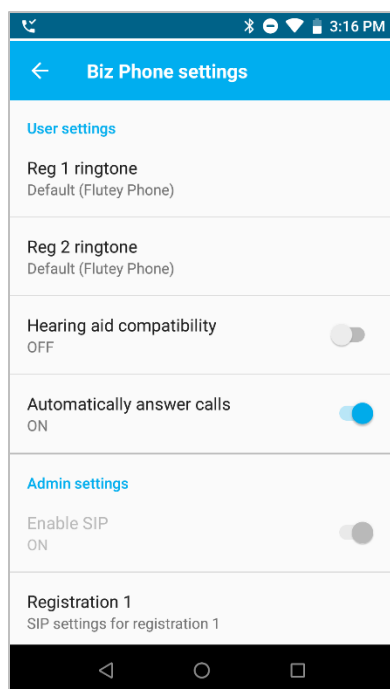 3:16 PM
Biz Phone settings
User settings
Reg 1 ringtone
Default (Flutey Phone)
Reg 2 ringtone
Default (Flutey Phone)
Hearing aid compatibility
OFF
Automatically answer calls
ON
Admin settings
Enable SIP
ON
Registration 1
SIP settings for registration 1